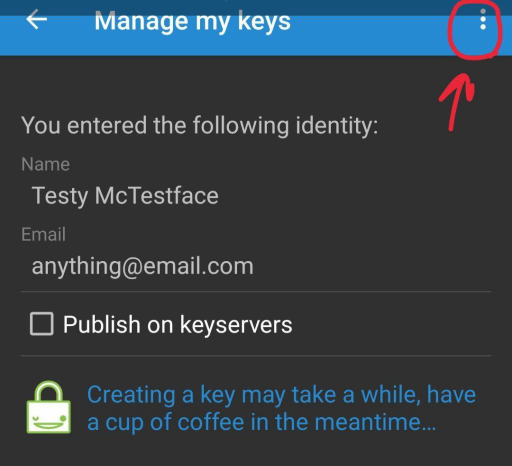 Manage my keys
You entered the following identity:
Name
Testy McTestface
Email
anything@email.com
Publish on keyservers
Creating a key may take a while, have
a cup of coffee in the meantime...